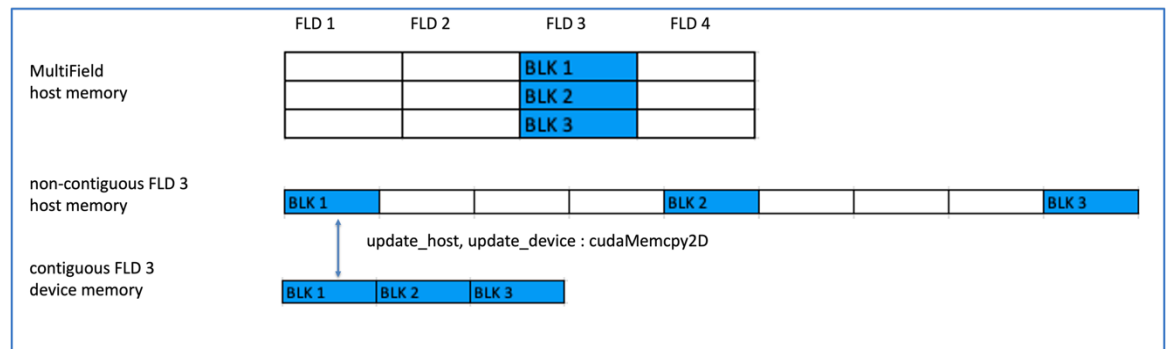 FLD 1 FLD 2 FLD 3 FLD 4
MultiField
host memory
BLK 1
BLK 2
BLK 3
non-contiguous FLD 3
host memory
BLK 1 BLK 2 BLK 3
update_host, update_device : cudaMemcpy2D
contiguous FLD 3
device memory
BLK 1 BLK 2 BLK 3